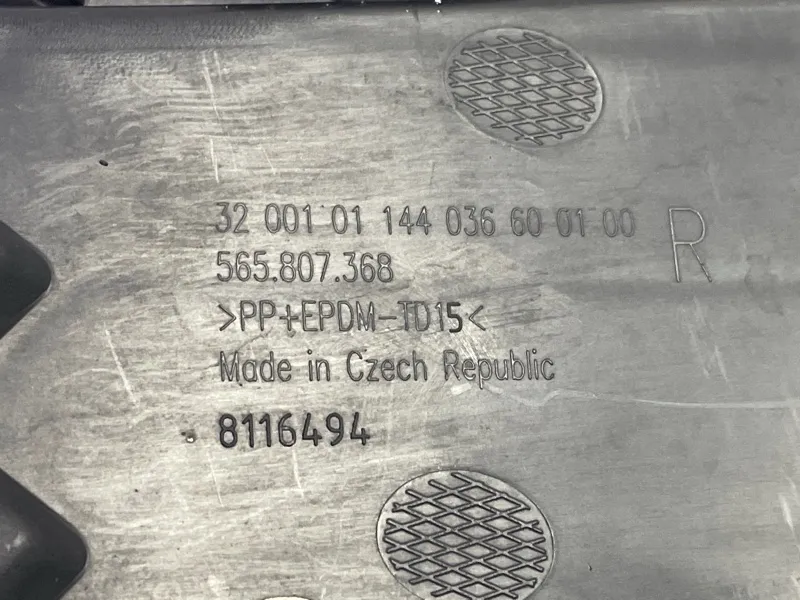 32 001 01 144 036 60 01 00 R
565.807.368
>PP+EPDM-TD15<
Made in Czech Republic
8116494